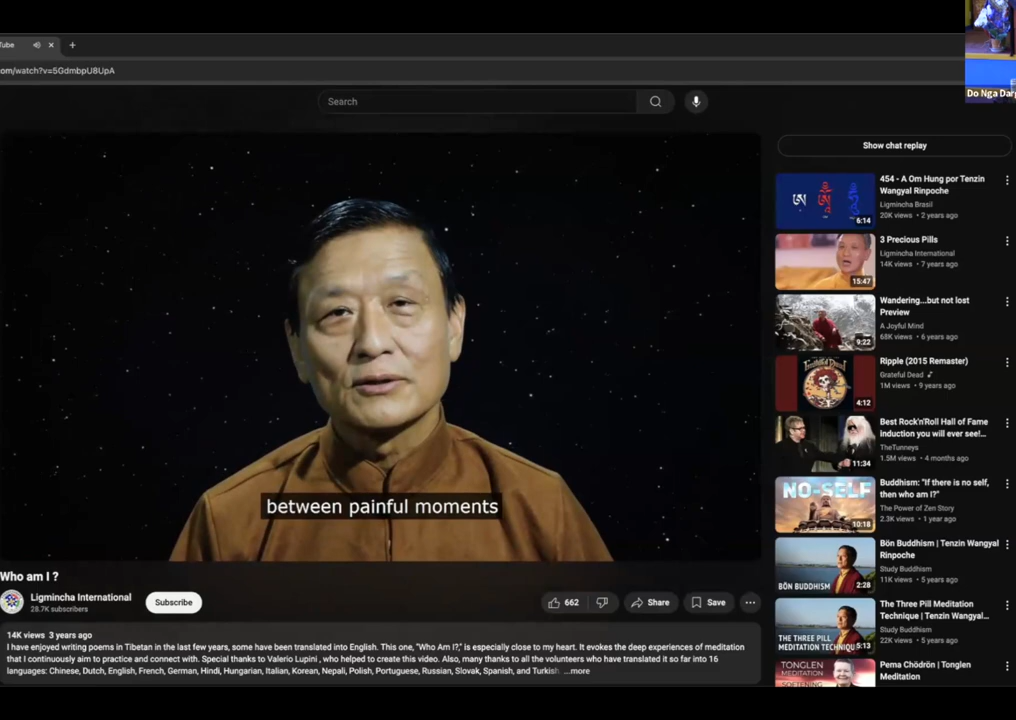 Tube
com/watch?v=5GdmbpU8UpA
Do Nga Dar
Search
Show chat replay
between painful moments
Who am I ?
Ligmincha International
28.7K subscribers
Subscribe
662
Share
Save
14K views 3 years ago
I have enjoyed writing poems in Tibetan in the last few years, some have been translated into English. This one, "Who Am I?," is especially close to my heart. It evokes the deep experiences of meditation
that I continuously aim to practice and connect with. Special thanks to Valerio Lupini , who helped to create this video. Also, many thanks to all the volunteers who have translated it so far into 16
languages: Chinese, Dutch, English, French, German, Hindi, Hungarian, Italian, Korean, Nepali, Polish, Portuguese, Russian, Slovak, Spanish, and Turkish ...more
6:14
454 - A Om Hung por Tenzin
Wangyal Rinpoche
Ligmincha Brasil
20K views • 2 years ago
15:47
3 Precious Pills
Ligmincha International
14K views • 7 years ago
9:22
Wandering...but not lost
Preview
A Joyful Mind
68K views • 6 years ago
4:12
Ripple (2015 Remaster)
Grateful Dead
1M views • 9 years ago
11:34
Best Rock'n'Roll Hall of Fame
Induction you will ever see!...
TheTunneys
1.5M views • 4 months ago
NO-SELF
10:18
Buddhism: "If there is no self,
then who am I?"
The Power of Zen Story
2.3K views • 1 year ago
BÖN BUDDHISM
2:28
Bön Buddhism | Tenzin Wangyal
Rinpoche
Study Buddhism
11K views • 5 years ago
THE THREE PILL
MEDITATION TECHNIQU
5:13
The Three Pill Meditation
Technique | Tenzin Wangyal...
Study Buddhism
22K views • 5 years ago
TONGLEN
MEDITATION
Pema Chödrön | Tonglen
Meditation